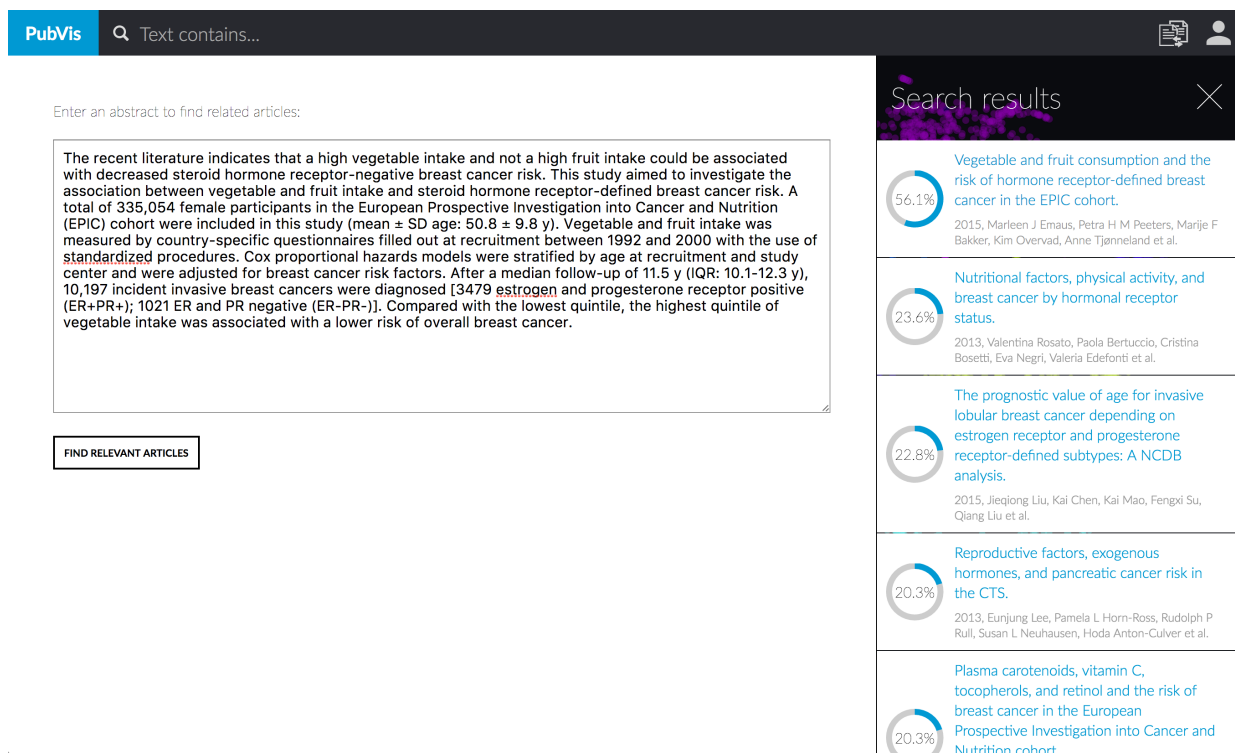 PubVis
Text contains...
Enter an abstract to find related articles:
The recent literature indicates that a high vegetable intake and not a high fruit intake could be associated
with decreased steroid hormone receptor-negative breast cancer risk. This study aimed to investigate the
association between vegetable and fruit intake and steroid hormone receptor-defined breast cancer risk. A
total of 335,054 female participants in the European Prospective Investigation into Cancer and Nutrition
(EPIC) cohort were included in this study (mean ± SD age: 50.8 ± 9.8 y). Vegetable and fruit intake was
measured by country-specific questionnaires filled out at recruitment between 1992 and 2000 with the use of
standardized procedures. Cox proportional hazards models were stratified by age at recruitment and study
center and were adjusted for breast cancer risk factors. After a median follow-up of 11.5 y (IQR: 10.1-12.3 y),
10,197 incident invasive breast cancers were diagnosed [3479 estrogen and progesterone receptor positive
(ER+PR+); 1021 ER and PR negative (ER-PR-)]. Compared with the lowest quintile, the highest quintile of
vegetable intake was associated with a lower risk of overall breast cancer.
FIND RELEVANT ARTICLES
Search results
56.1%
Vegetable and fruit consumption and the
risk of hormone receptor-defined breast
cancer in the EPIC cohort.
2015, Marleen J Emaus, Petra H M Peeters, Marije F
Bakker, Kim Overvad, Anne Tjønneland et al.
23.6%
Nutritional factors, physical activity, and
breast cancer by hormonal receptor
status.
2013, Valentina Rosato, Paola Bertuccio, Cristina
Bosetti, Eva Negri, Valeria Edefonti et al.
22.8%
The prognostic value of age for invasive
lobular breast cancer depending on
estrogen receptor and progesterone
receptor-defined subtypes: A NCDB
analysis.
2015, Jieqiong Liu, Kai Chen, Kai Mao, Fengxi Su,
Qiang Liu et al.
20.3%
Reproductive factors, exogenous
hormones, and pancreatic cancer risk in
the CTS.
2013, Eunjung Lee, Pamela L Horn-Ross, Rudolph P
Rull, Susan L Neuhausen, Hoda Anton-Culver et al.
20.3%
Plasma carotenoids, vitamin C,
tocopherols, and retinol and the risk of
breast cancer in the European
Prospective Investigation into Cancer and
Nutrition cohort